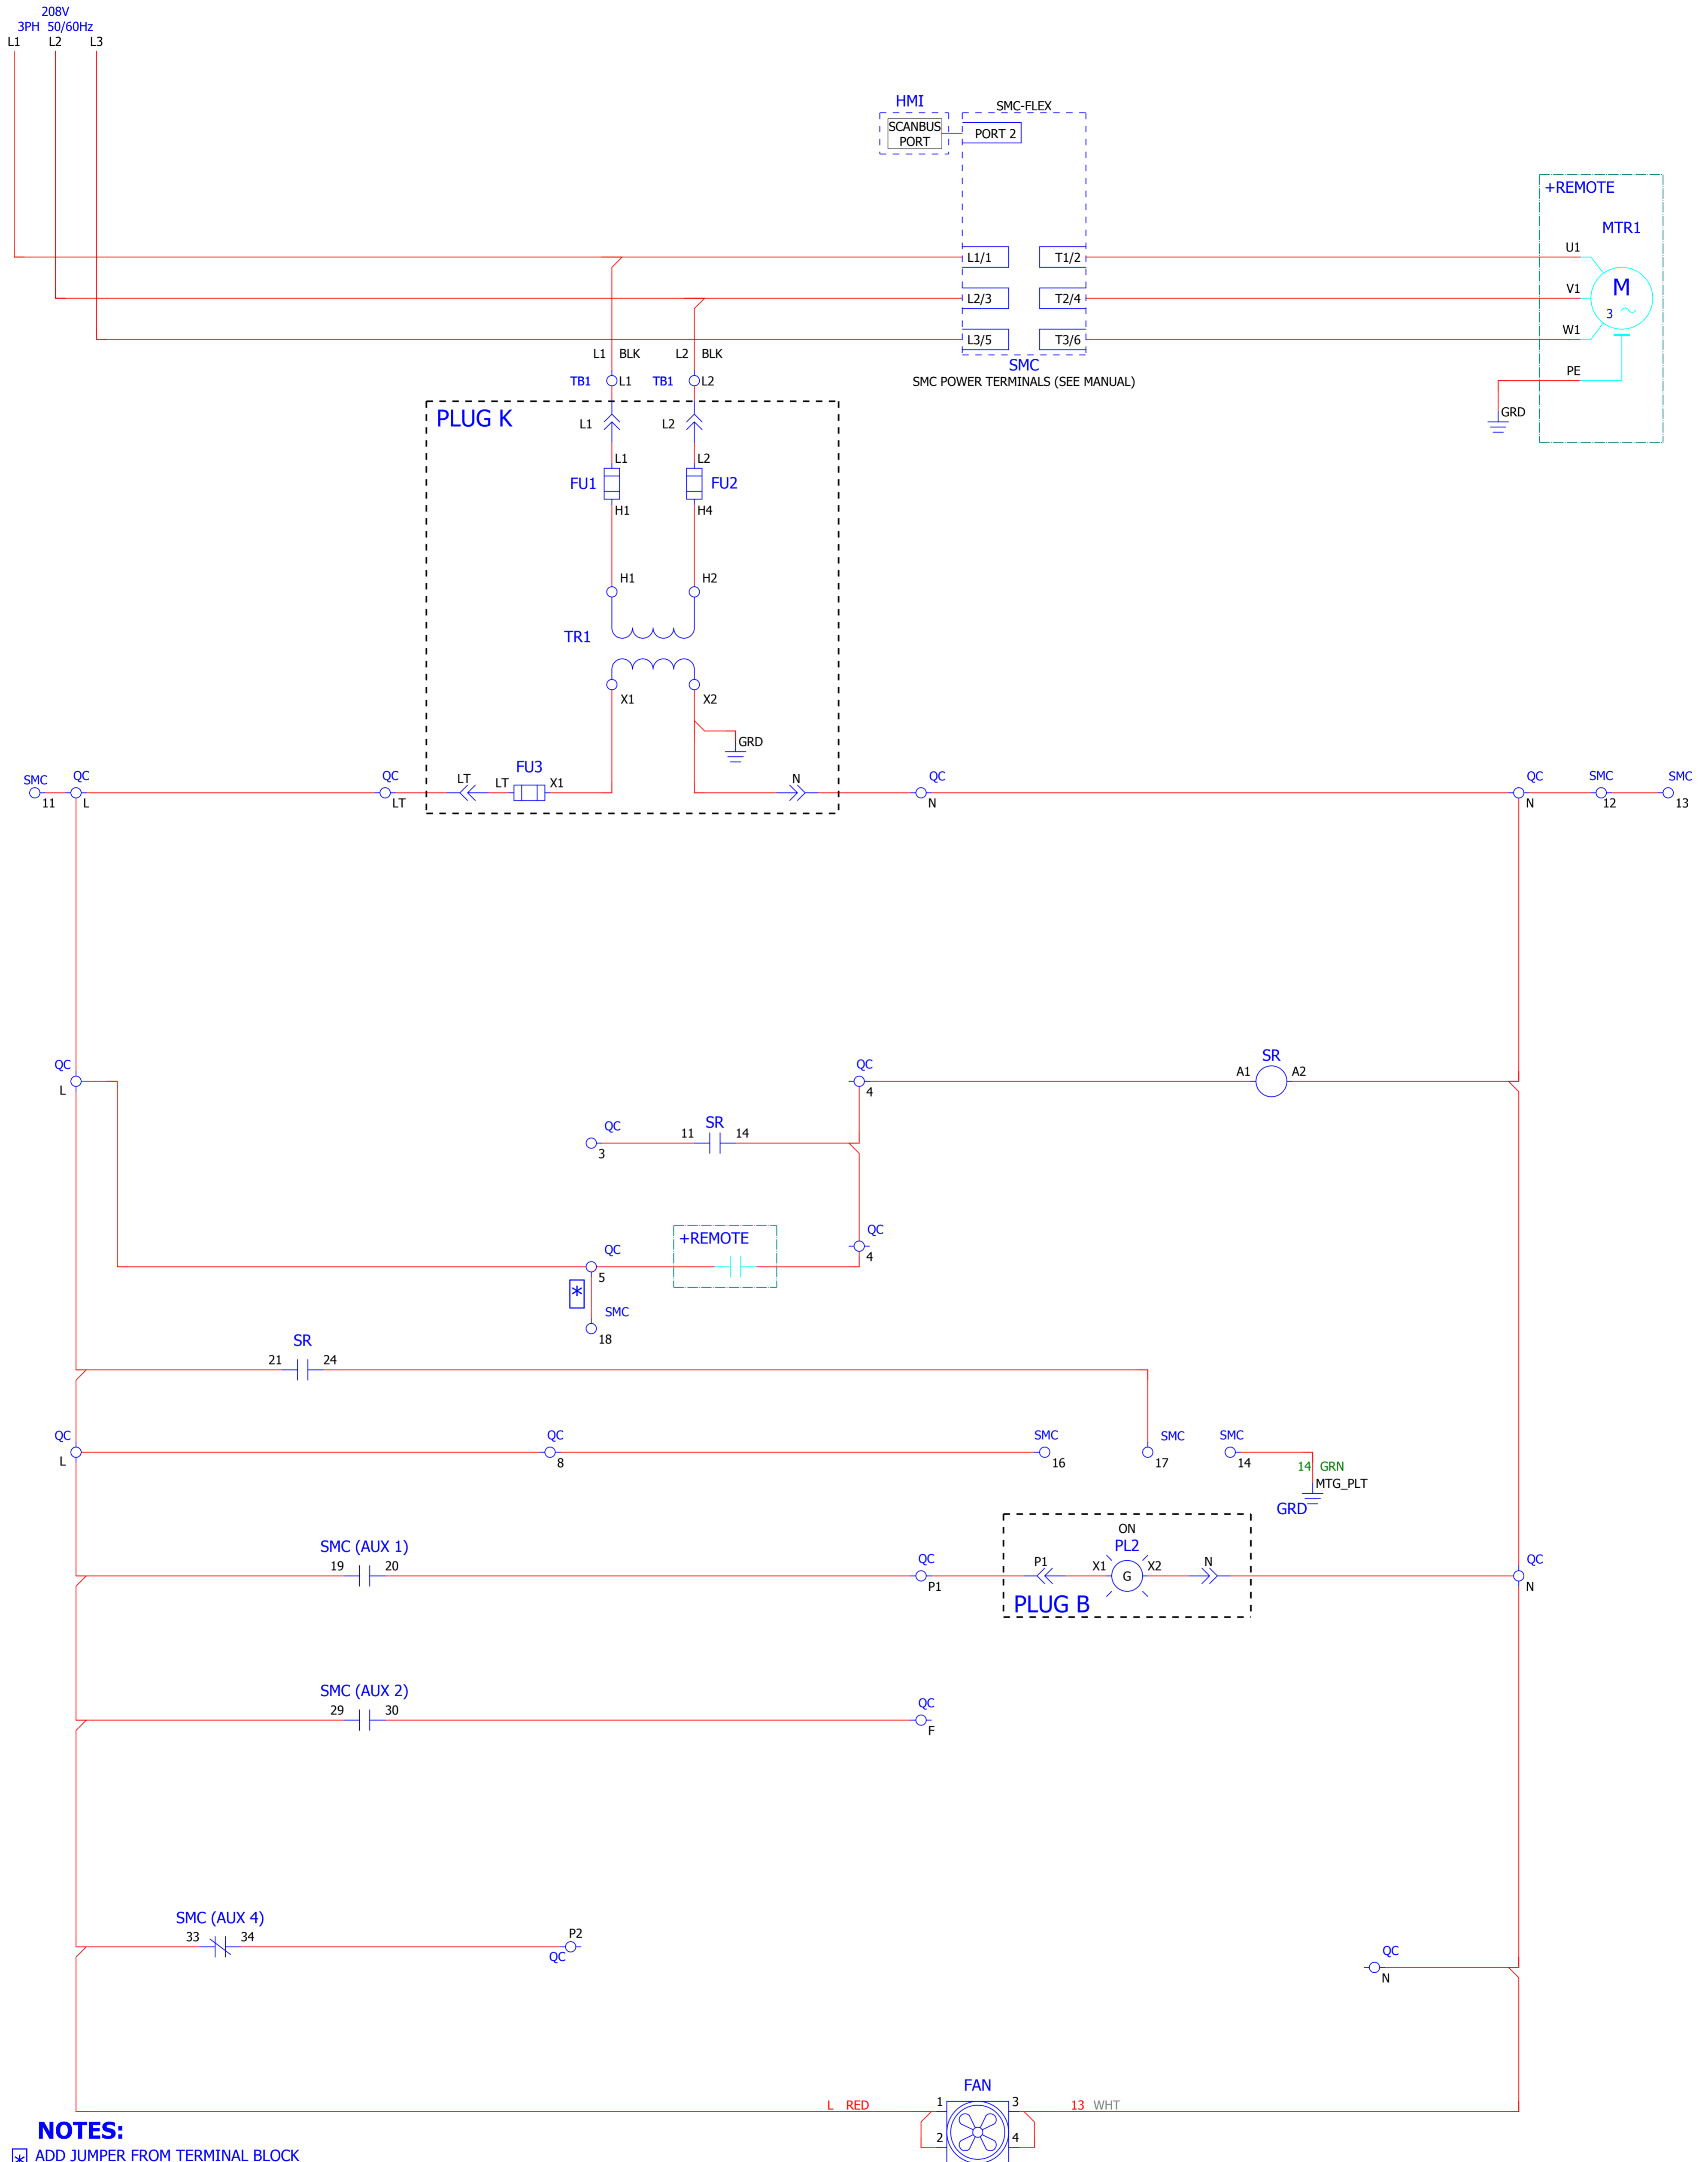 208V
3PH 50/60Hz
L1 L2 L3
HMI
SCANBUS
PORT
SMC-FLEX
PORT 2
+REMOTE
MTR1
U1
L1/1 T1/2
V1
M
3
L2/3 T2/4
W1
L3/5 T3/6
SMC
SMC POWER TERMINALS (SEE MANUAL)
PE
GRD
L1 BLK L2 BLK
TB1 L1 TB1 L2
PLUG K
L1 L2
L1 L2
FU1 FU2
H1 H4
H1 H2
TR1
X1 X2
GRD
FU3
SMC QC QC LT LT X1 N QC QC SMC SMC
11 L LT N N 12 13
QC QC SR
A1 A2
L 4
QC 11 SR 14
3
+REMOTE QC
4
QC
5
*
SMC
18
SR
21 24
QC QC SMC SMC SMC
L 8 16 17 14
14 GRN
MTG_PLT
GRD
ON
PL2
SMC (AUX 1)
19 20 QC P1 X1 G X2 N QC
P1 N
PLUG B
SMC (AUX 2)
29 30 QC
F
SMC (AUX 4)
33 34 P2
QC
QC
N
FAN
L RED 1 3 13 WHT
2 4
NOTES:
* ADD JUMPER FROM TERMINAL BLOCK